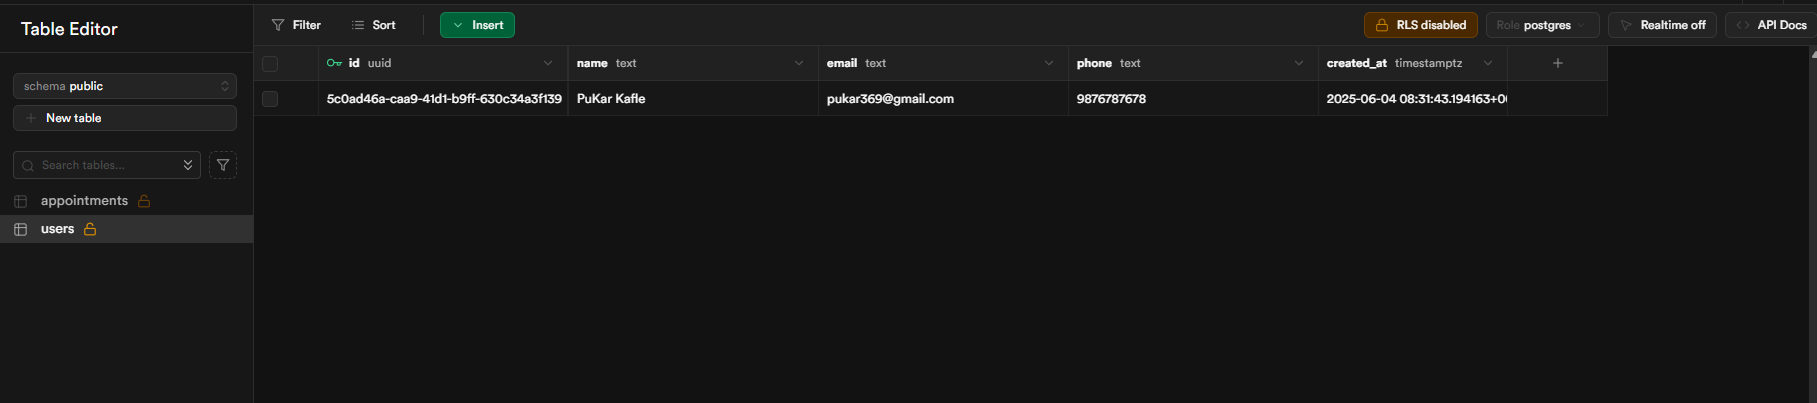 Table Editor
Filter Sort Insert RLS disabled Role postgres Realtime off API Docs
schema public
New table
Search tables...
appointments
users
id uuid name text email text phone text created_at timestamptz
5c0ad46a-caa9-41d1-b9ff-630c34a3f139 PuKar Kafle pukar369@gmail.com 9876787678 2025-06-04 08:31:43.194163+0